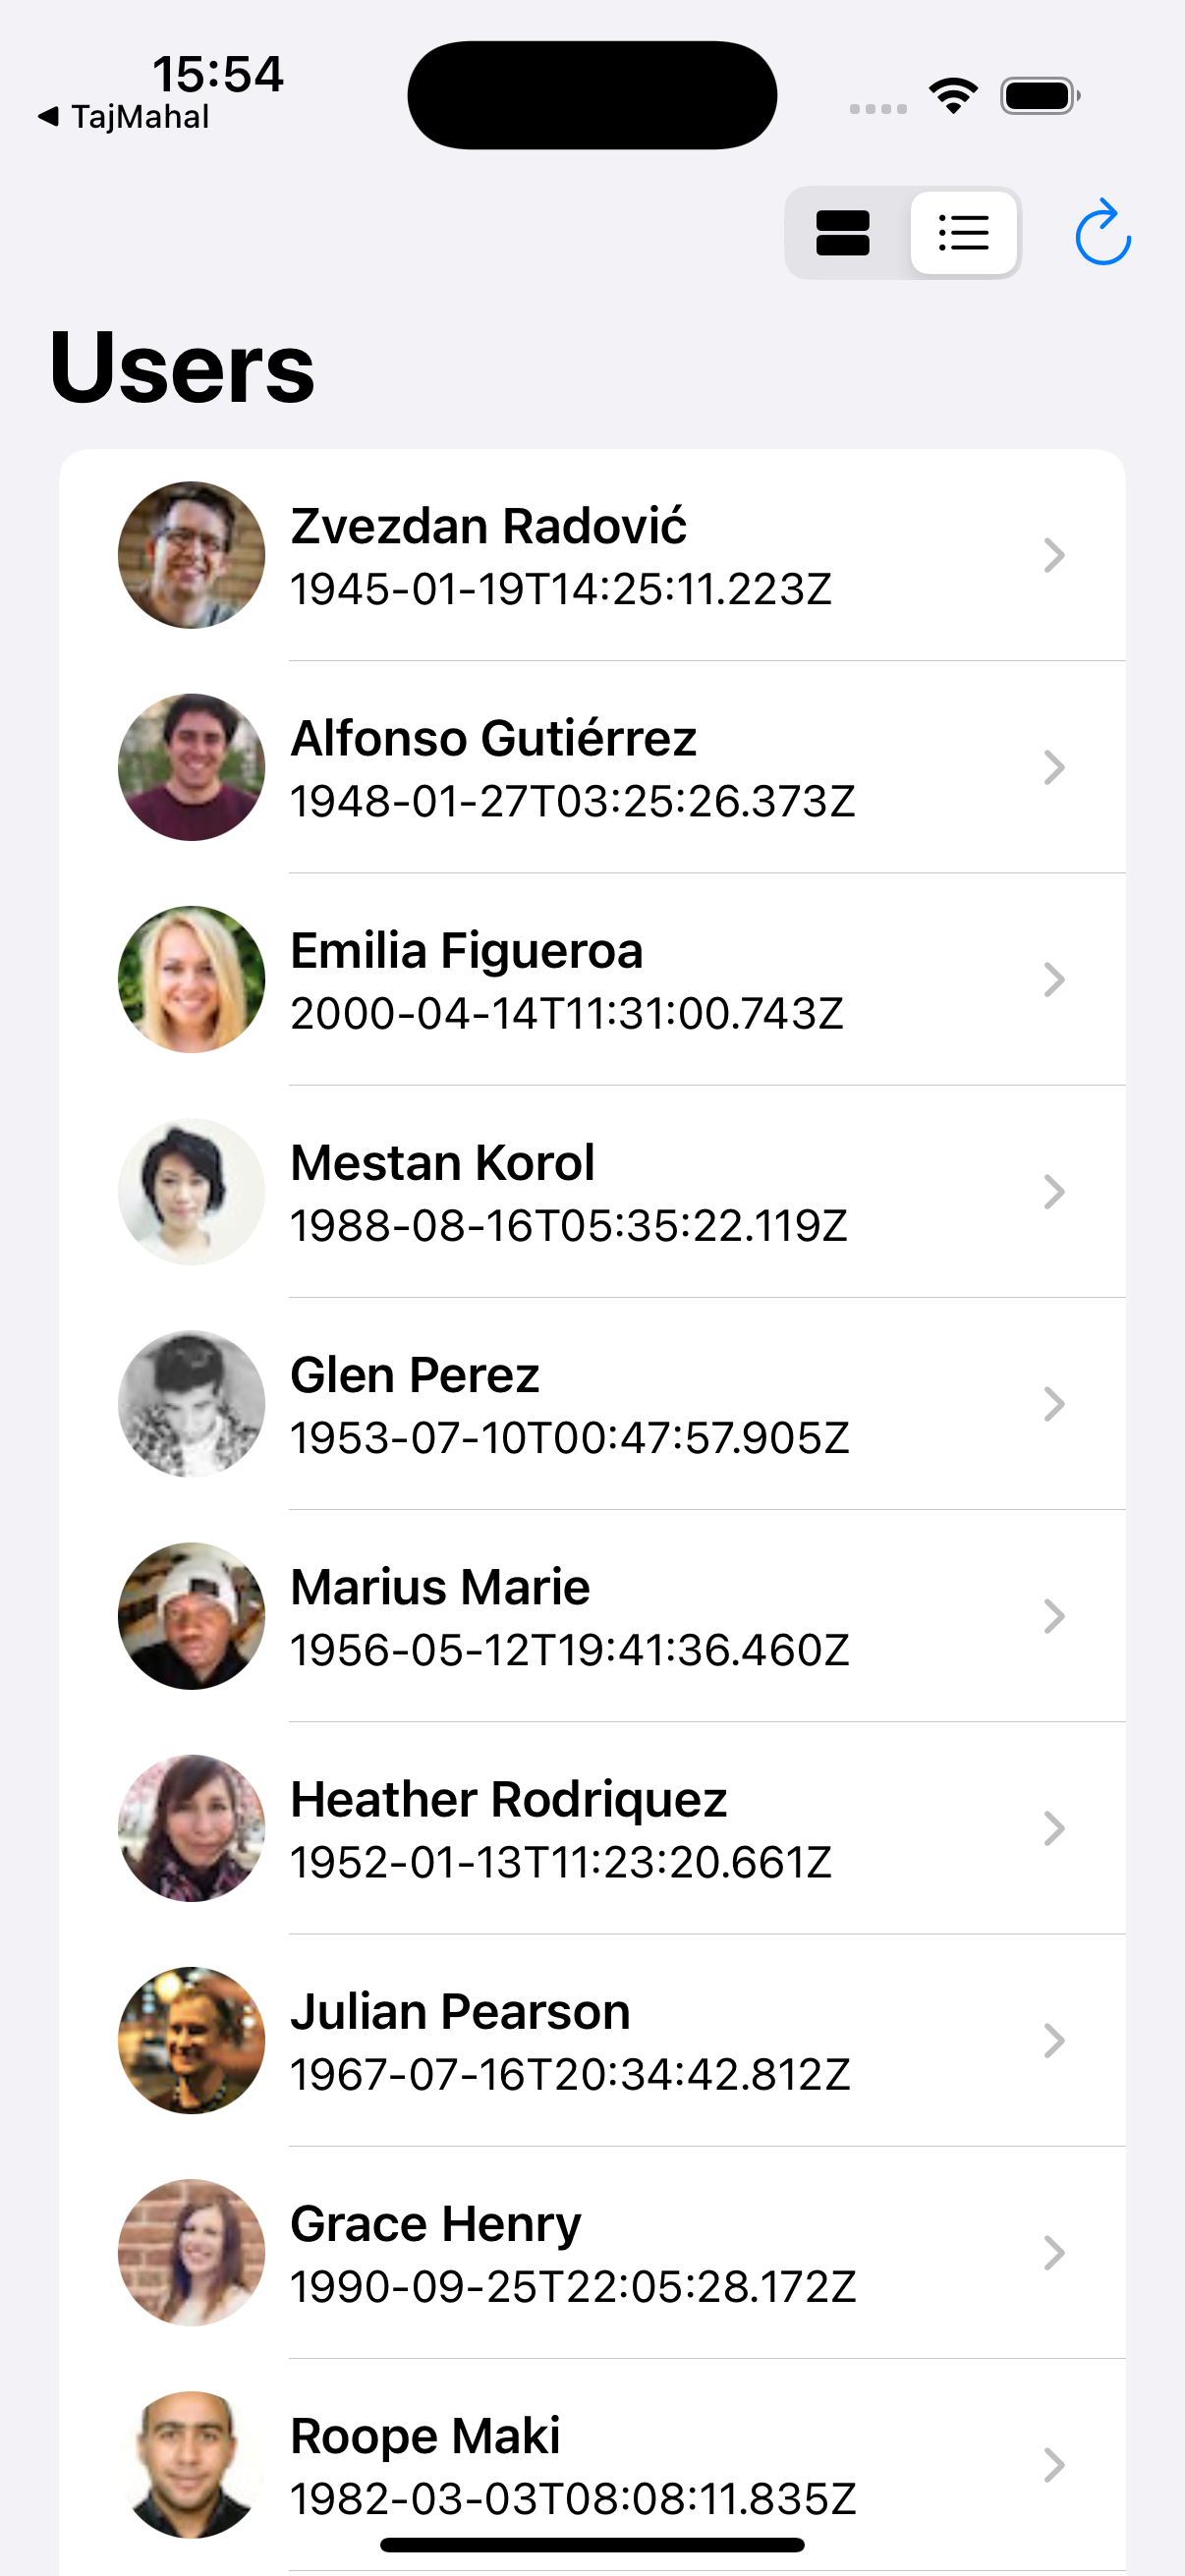 15:54
◀ TajMahal
Users
Zvezdan Radović
1945-01-19T14:25:11.223Z
Alfonso Gutiérrez
1948-01-27T03:25:26.373Z
Emilia Figueroa
2000-04-14T11:31:00.743Z
Mestan Korol
1988-08-16T05:35:22.119Z
Glen Perez
1953-07-10T00:47:57.905Z
Marius Marie
1956-05-12T19:41:36.460Z
Heather Rodriquez
1952-01-13T11:23:20.661Z
Julian Pearson
1967-07-16T20:34:42.812Z
Grace Henry
1990-09-25T22:05:28.172Z
Roope Maki
1982-03-03T08:08:11.835Z